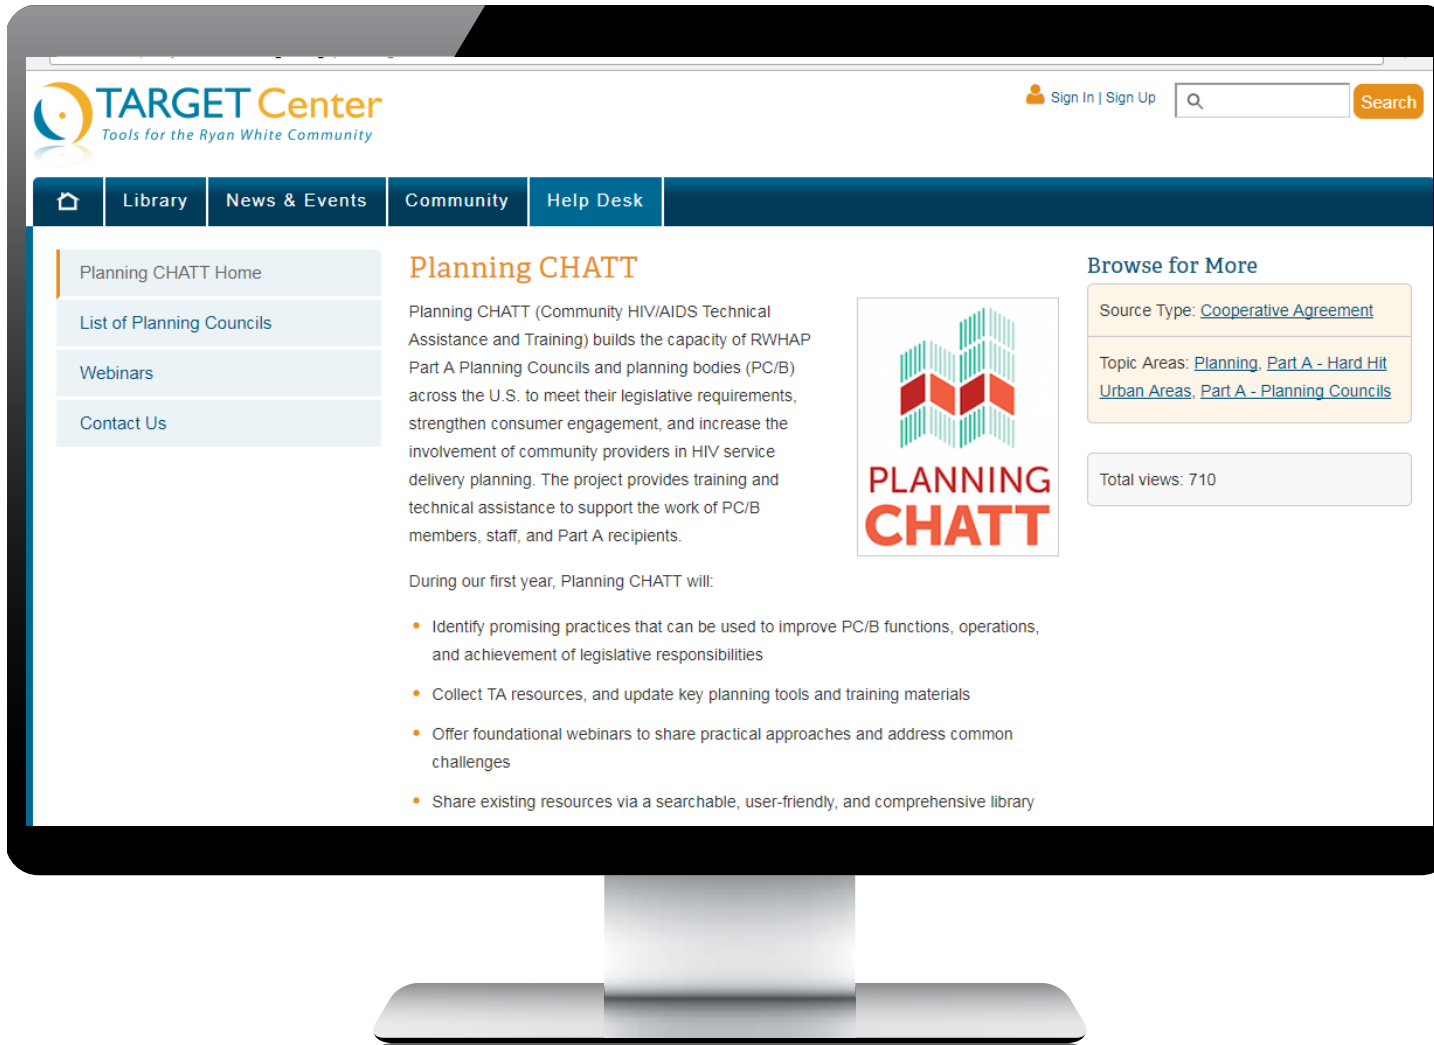 TARGET Center
Tools for the Ryan White Community
Sign In | Sign Up
Search
Library
News & Events
Community
Help Desk
Planning CHATT Home
List of Planning Councils
Webinars
Contact Us
Planning CHATT
Planning CHATT (Community HIV/AIDS Technical
Assistance and Training) builds the capacity of RWHAP
Part A Planning Councils and planning bodies (PC/B)
across the U.S. to meet their legislative requirements,
strengthen consumer engagement, and increase the
involvement of community providers in HIV service
delivery planning. The project provides training and
technical assistance to support the work of PC/B
members, staff, and Part A recipients.
PLANNING
CHATT
During our first year, Planning CHATT will:
• Identify promising practices that can be used to improve PC/B functions, operations,
and achievement of legislative responsibilities
• Collect TA resources, and update key planning tools and training materials
• Offer foundational webinars to share practical approaches and address common
challenges
• Share existing resources via a searchable, user-friendly, and comprehensive library
Browse for More
Source Type: Cooperative Agreement
Topic Areas: Planning, Part A - Hard Hit
Urban Areas, Part A - Planning Councils
Total views: 710